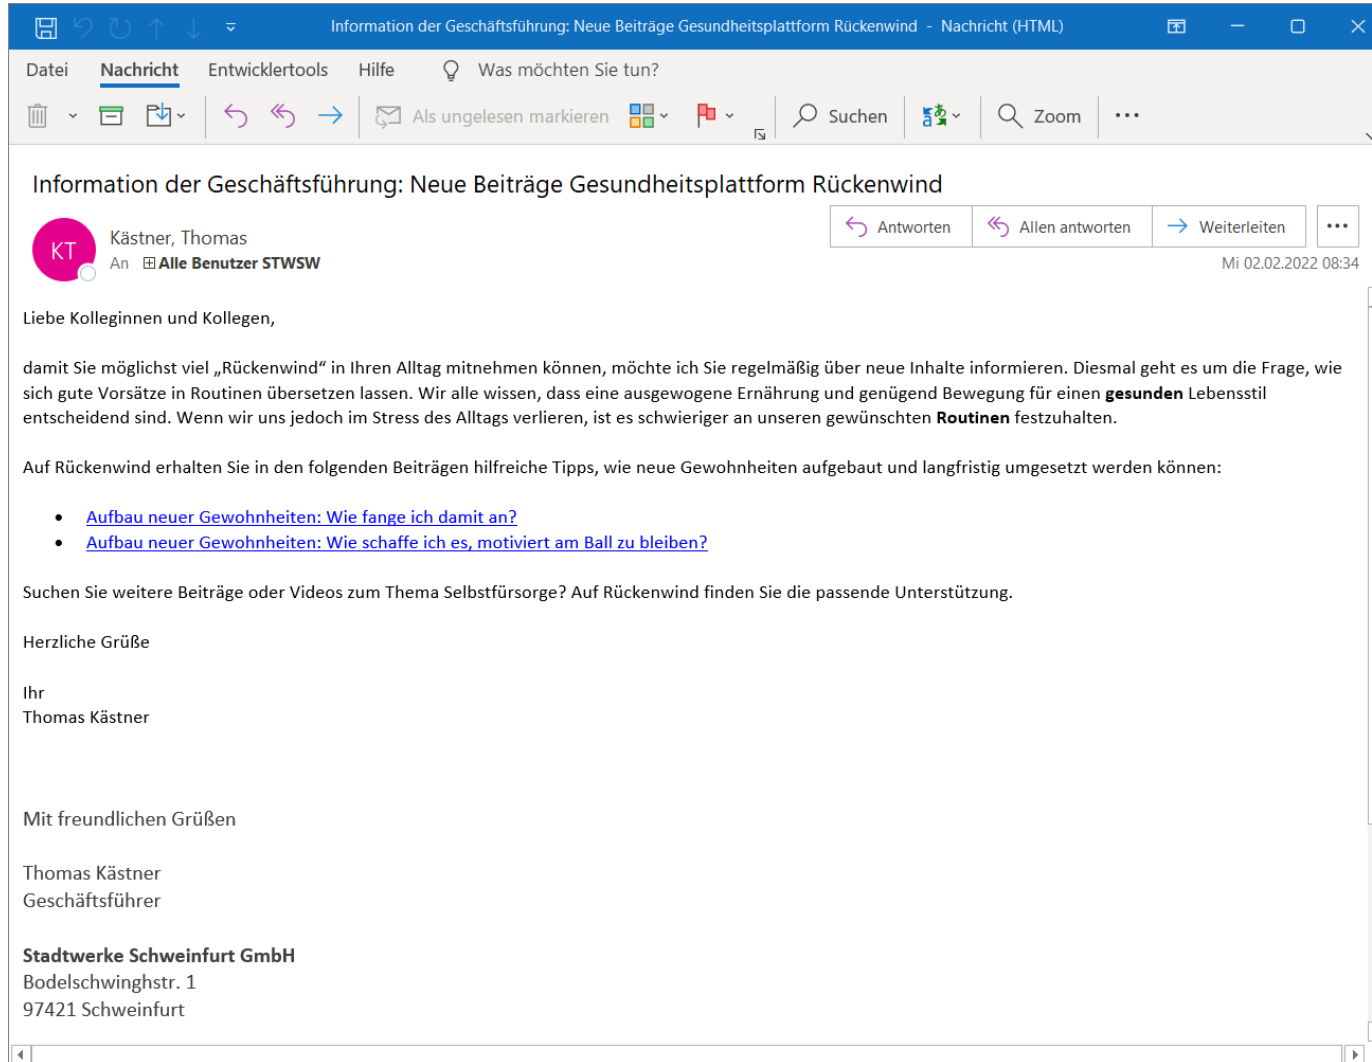 Information der Geschäftsführung: Neue Beiträge Gesundheitsplattform Rückenwind - Nachricht (HTML)
Datei Nachricht Entwicklertools Hilfe Was möchten Sie tun?
Als ungelesen markieren Suchen Zoom
Information der Geschäftsführung: Neue Beiträge Gesundheitsplattform Rückenwind
Antworten Allen antworten Weiterleiten
KT Kästner, Thomas
An Alle Benutzer STWSW Mi 02.02.2022 08:34
Liebe Kolleginnen und Kollegen,
damit Sie möglichst viel „Rückenwind“ in Ihren Alltag mitnehmen können, möchte ich Sie regelmäßig über neue Inhalte informieren. Diesmal geht es um die Frage, wie
sich gute Vorsätze in Routinen übersetzen lassen. Wir alle wissen, dass eine ausgewogene Ernährung und genügend Bewegung für einen gesunden Lebensstil
entscheidend sind. Wenn wir uns jedoch im Stress des Alltags verlieren, ist es schwieriger an unseren gewünschten Routinen festzuhalten.
Auf Rückenwind erhalten Sie in den folgenden Beiträgen hilfreiche Tipps, wie neue Gewohnheiten aufgebaut und langfristig umgesetzt werden können:
• Aufbau neuer Gewohnheiten: Wie fange ich damit an?
• Aufbau neuer Gewohnheiten: Wie schaffe ich es, motiviert am Ball zu bleiben?
Suchen Sie weitere Beiträge oder Videos zum Thema Selbstfürsorge? Auf Rückenwind finden Sie die passende Unterstützung.
Herzliche Grüße
Ihr
Thomas Kästner
Mit freundlichen Grüßen
Thomas Kästner
Geschäftsführer
Stadtwerke Schweinfurt GmbH
Bodelschwinghstr. 1
97421 Schweinfurt